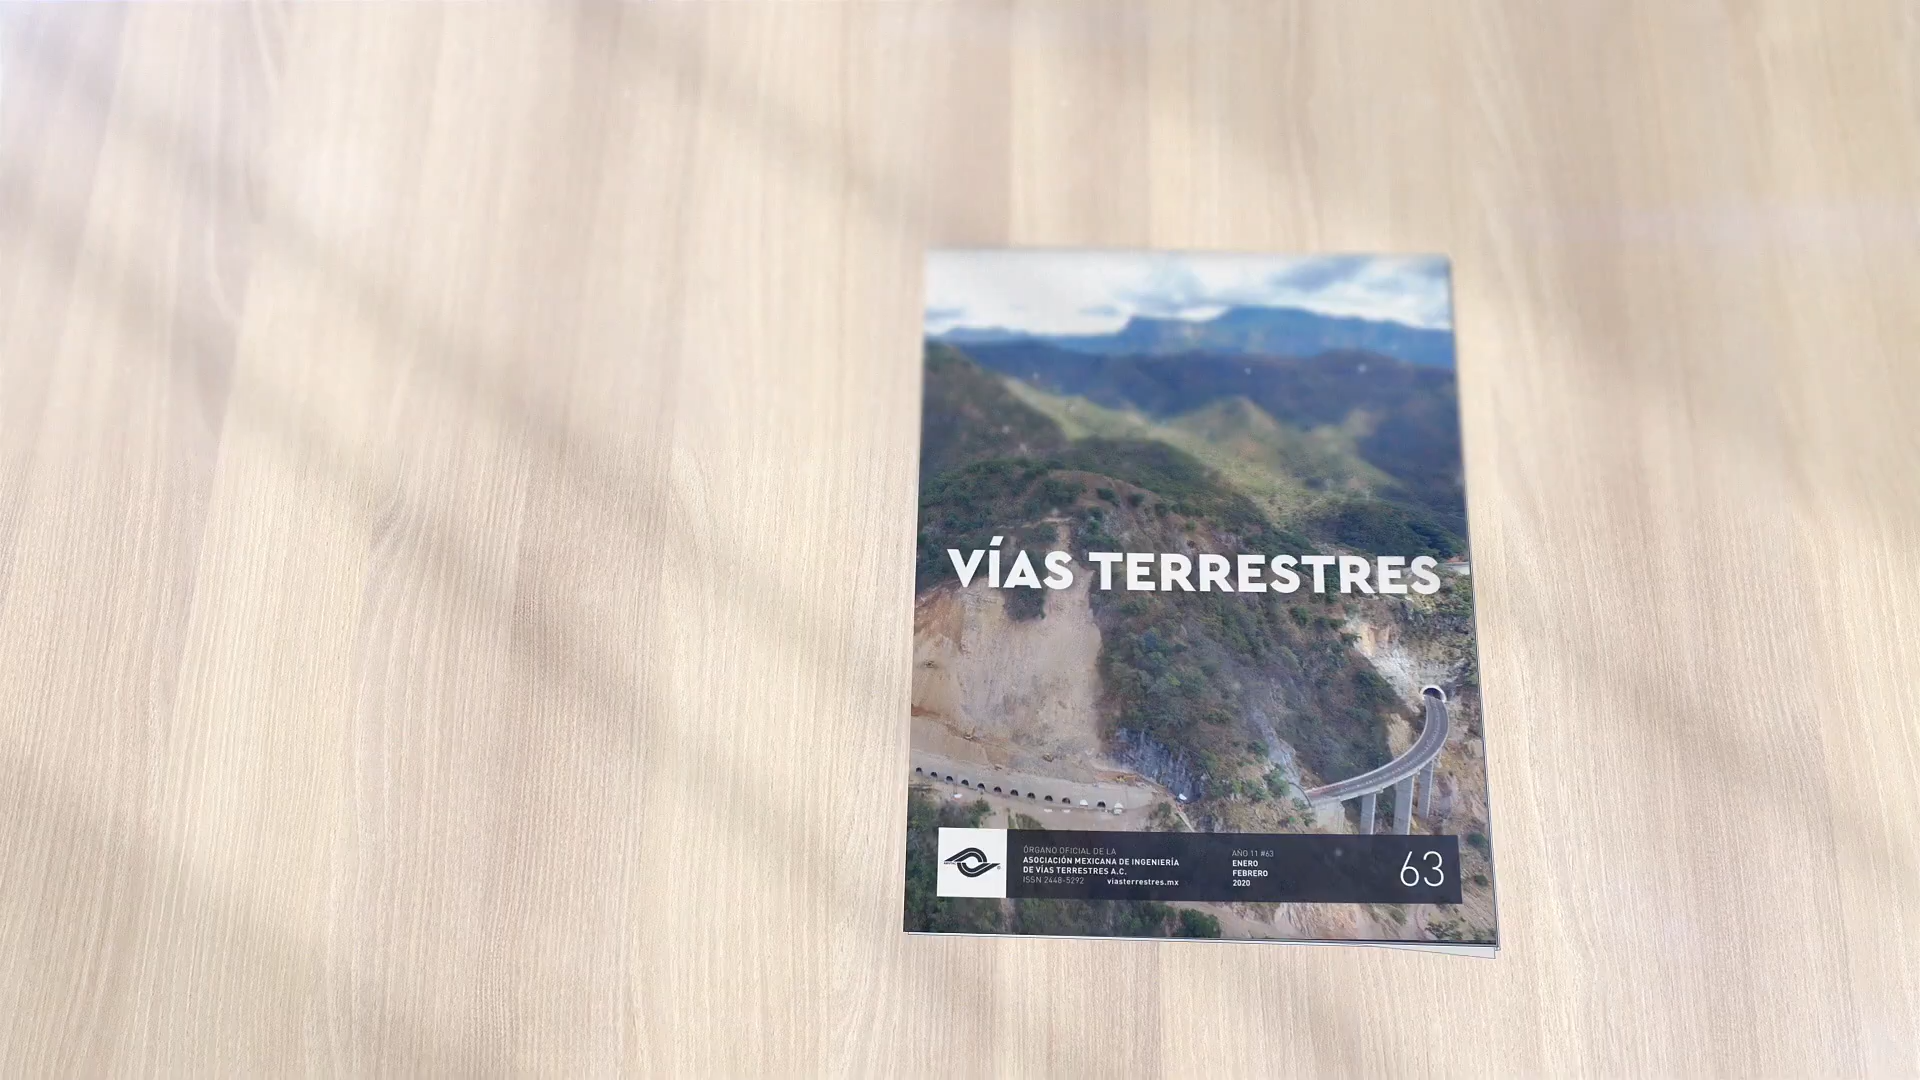 VÍAS TERRESTRES
ÓRGANO OFICIAL DE LA
ASOCIACIÓN MEXICANA DE INGENIERÍA
DE VÍAS TERRESTRES A.C.
ISSN 2448-5292 viasterrestres.mx
AÑO 11 #63
ENERO
FEBRERO
2020
63